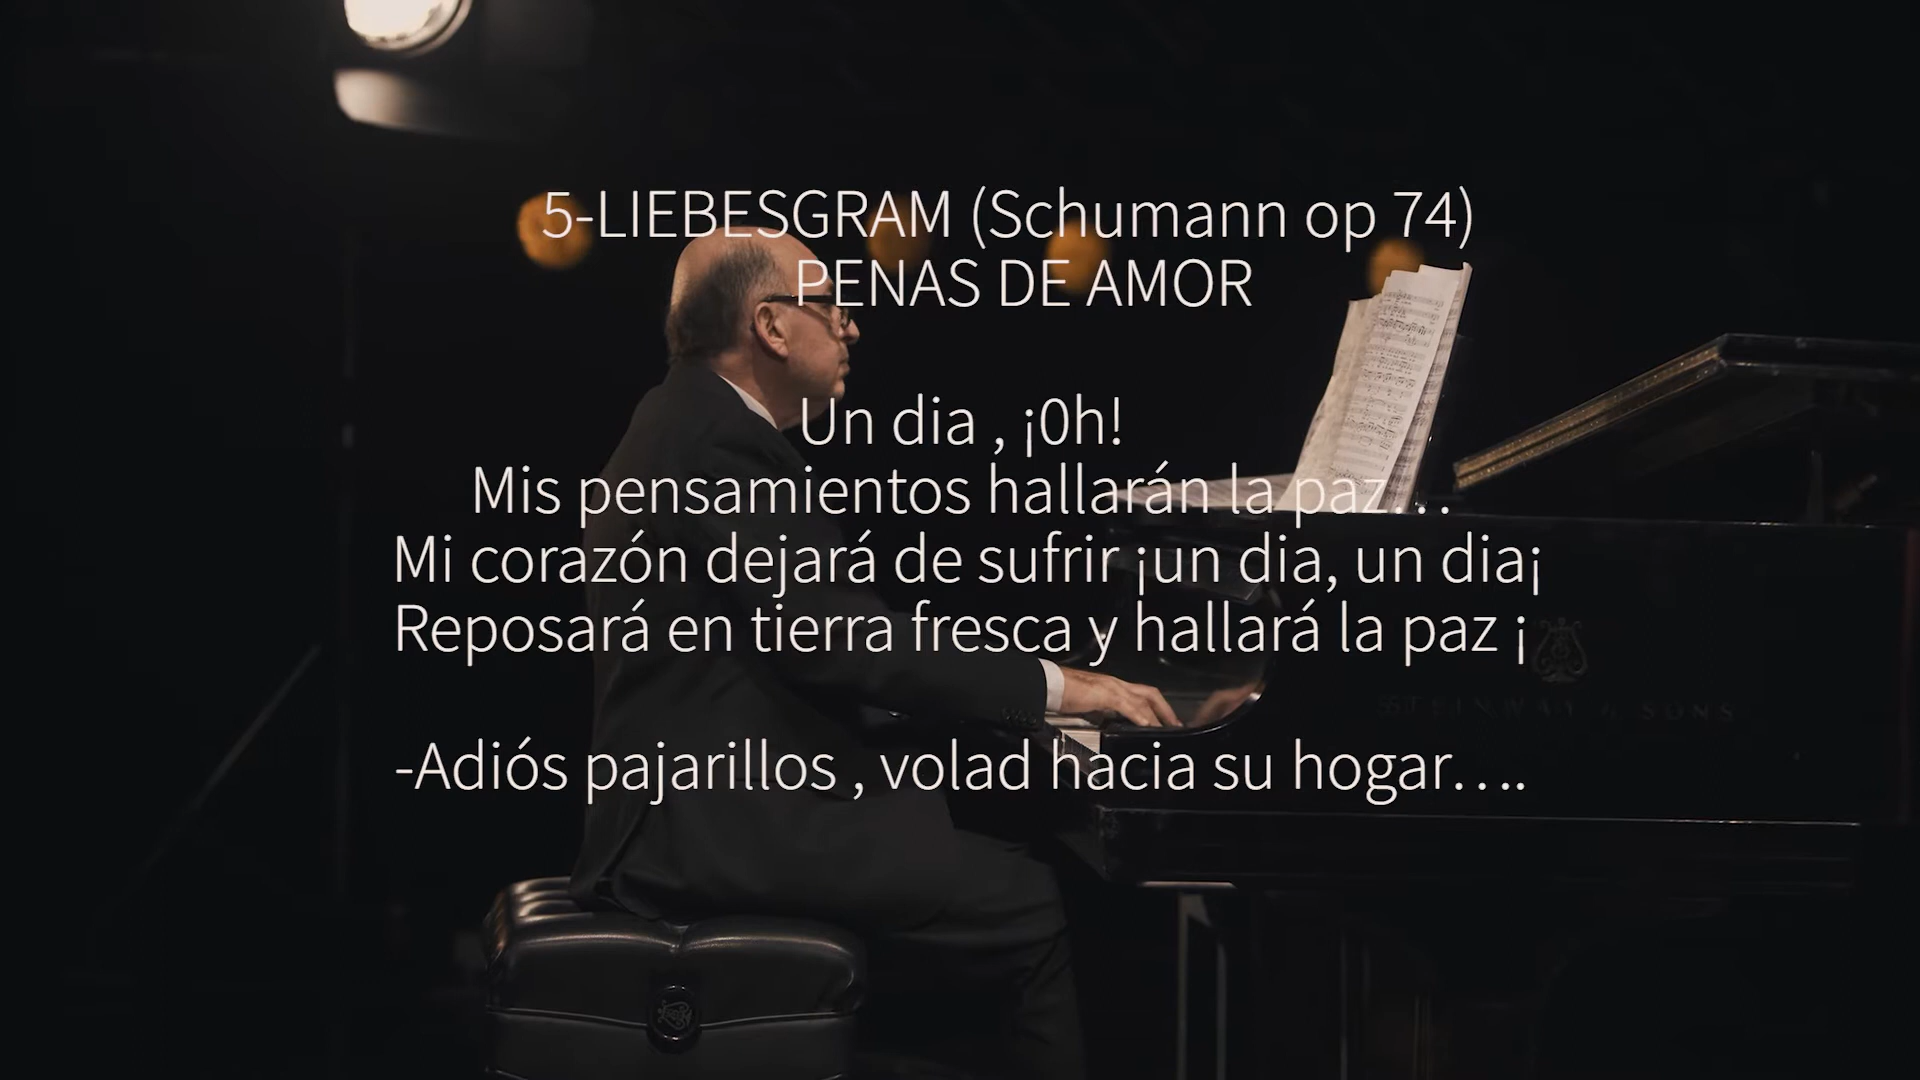 5-LIEBESGRAM (Schumann op 74)
PENAS DE AMOR
Un dia , ¡0h!
Mis pensamientos hallarán la paz...
Mi corazón dejará de sufrir ¡un dia, un dia¡
Reposará en tierra fresca y hallará la paz ¡
STEINWAY & SONS
-Adiós pajarillos , volad hacia su hogar....